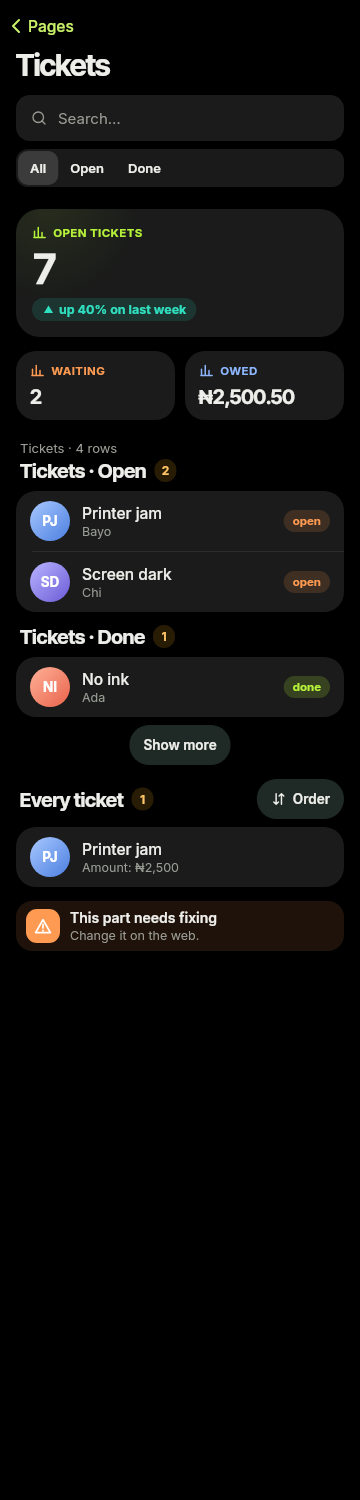 Pages
Tickets
Search...
All Open Done
OPEN TICKETS
7
▲ up 40% on last week
WAITING
2
OWED
₦2,500.50
Tickets · 4 rows
Tickets · Open 2
PJ
Printer jam
Bayo
open
SD
Screen dark
Chi
open
Tickets · Done 1
NI
No ink
Ada
done
Show more
Every ticket 1
Order
PJ
Printer jam
Amount: ₦2,500
This part needs fixing
Change it on the web.